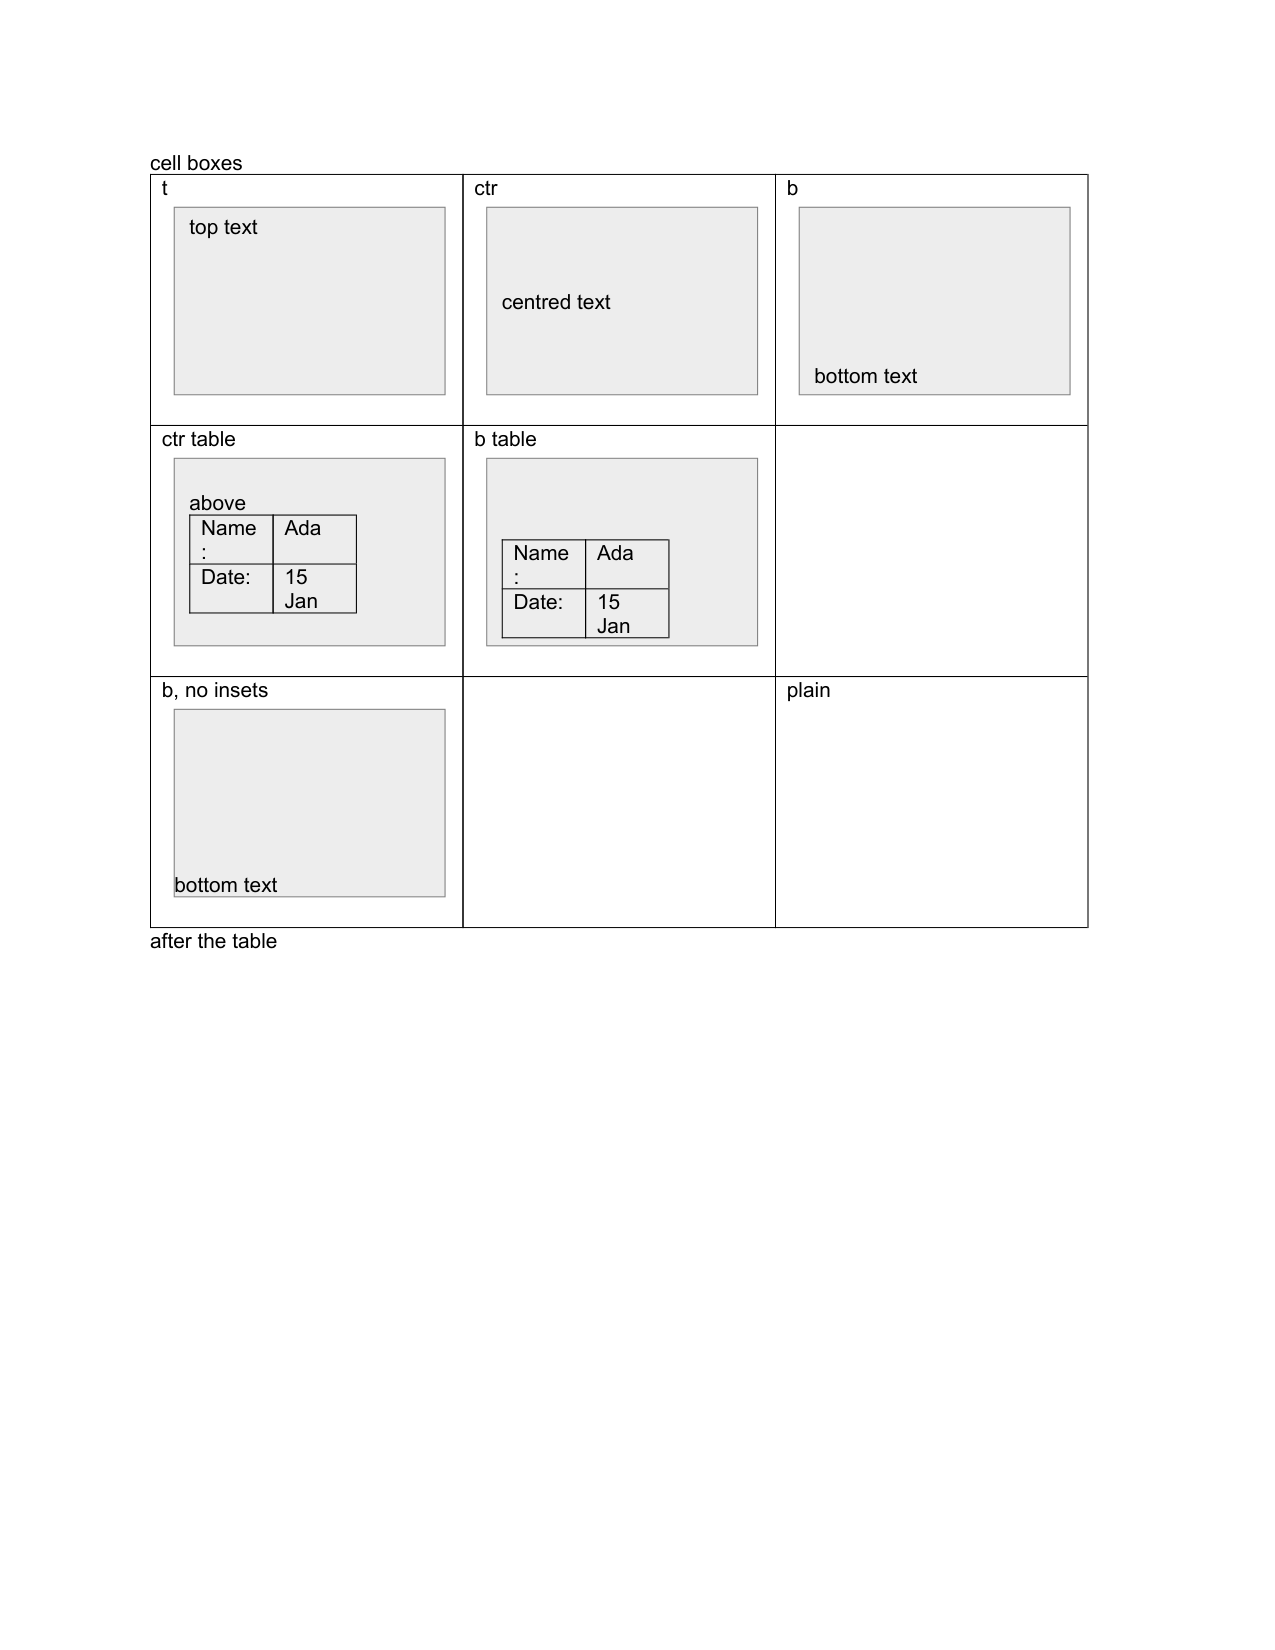 cell boxes
t
top text
ctr
centred text
b
bottom text
ctr table
above
Name
:
Ada
Date:
15
Jan
b table
Name
:
Ada
Date:
15
Jan
b, no insets
bottom text
plain
after the table